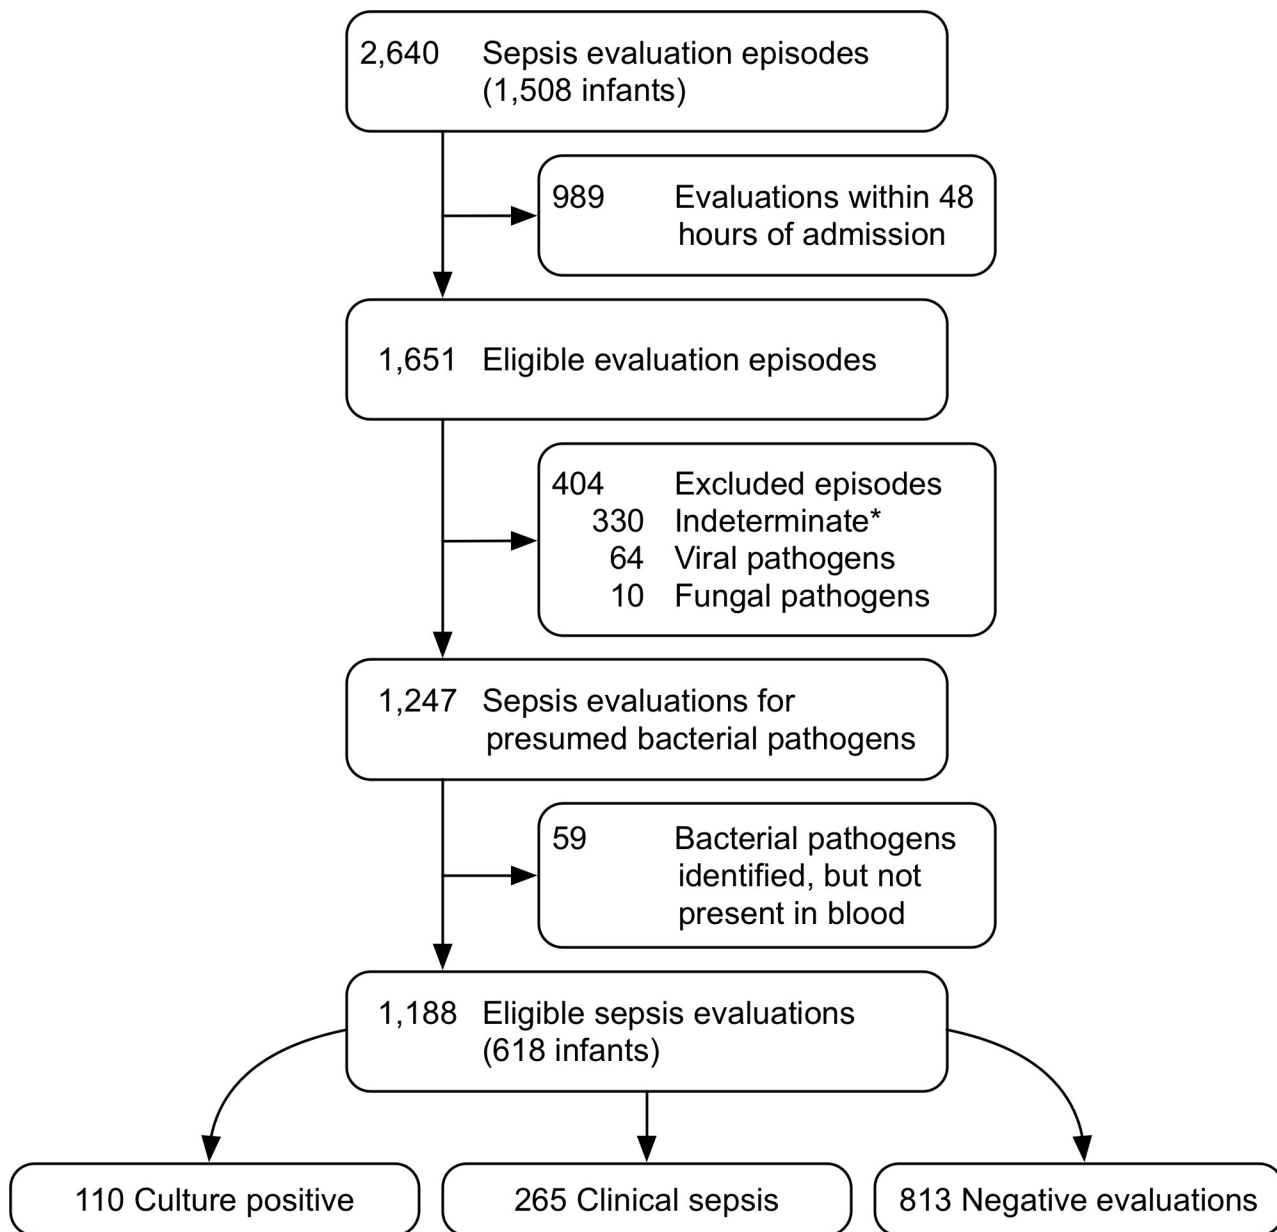 2,640 Sepsis evaluation episodes
(1,508 infants)
989 Evaluations within 48
hours of admission
1,651 Eligible evaluation episodes
404 Excluded episodes
330 Indeterminate*
64 Viral pathogens
10 Fungal pathogens
1,247 Sepsis evaluations for
presumed bacterial pathogens
59 Bacterial pathogens
identified, but not
present in blood
1,188 Eligible sepsis evaluations
(618 infants)
110 Culture positive
265 Clinical sepsis
813 Negative evaluations